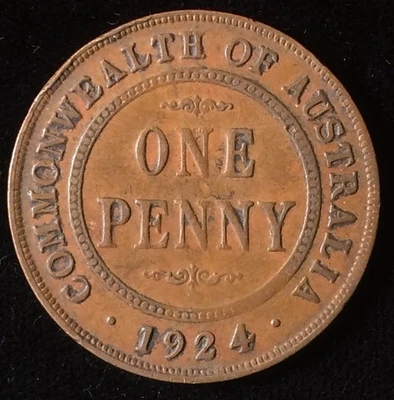 COMMONWEALTH OF AUSTRALIA
ONE
PENNY
· 1924 ·